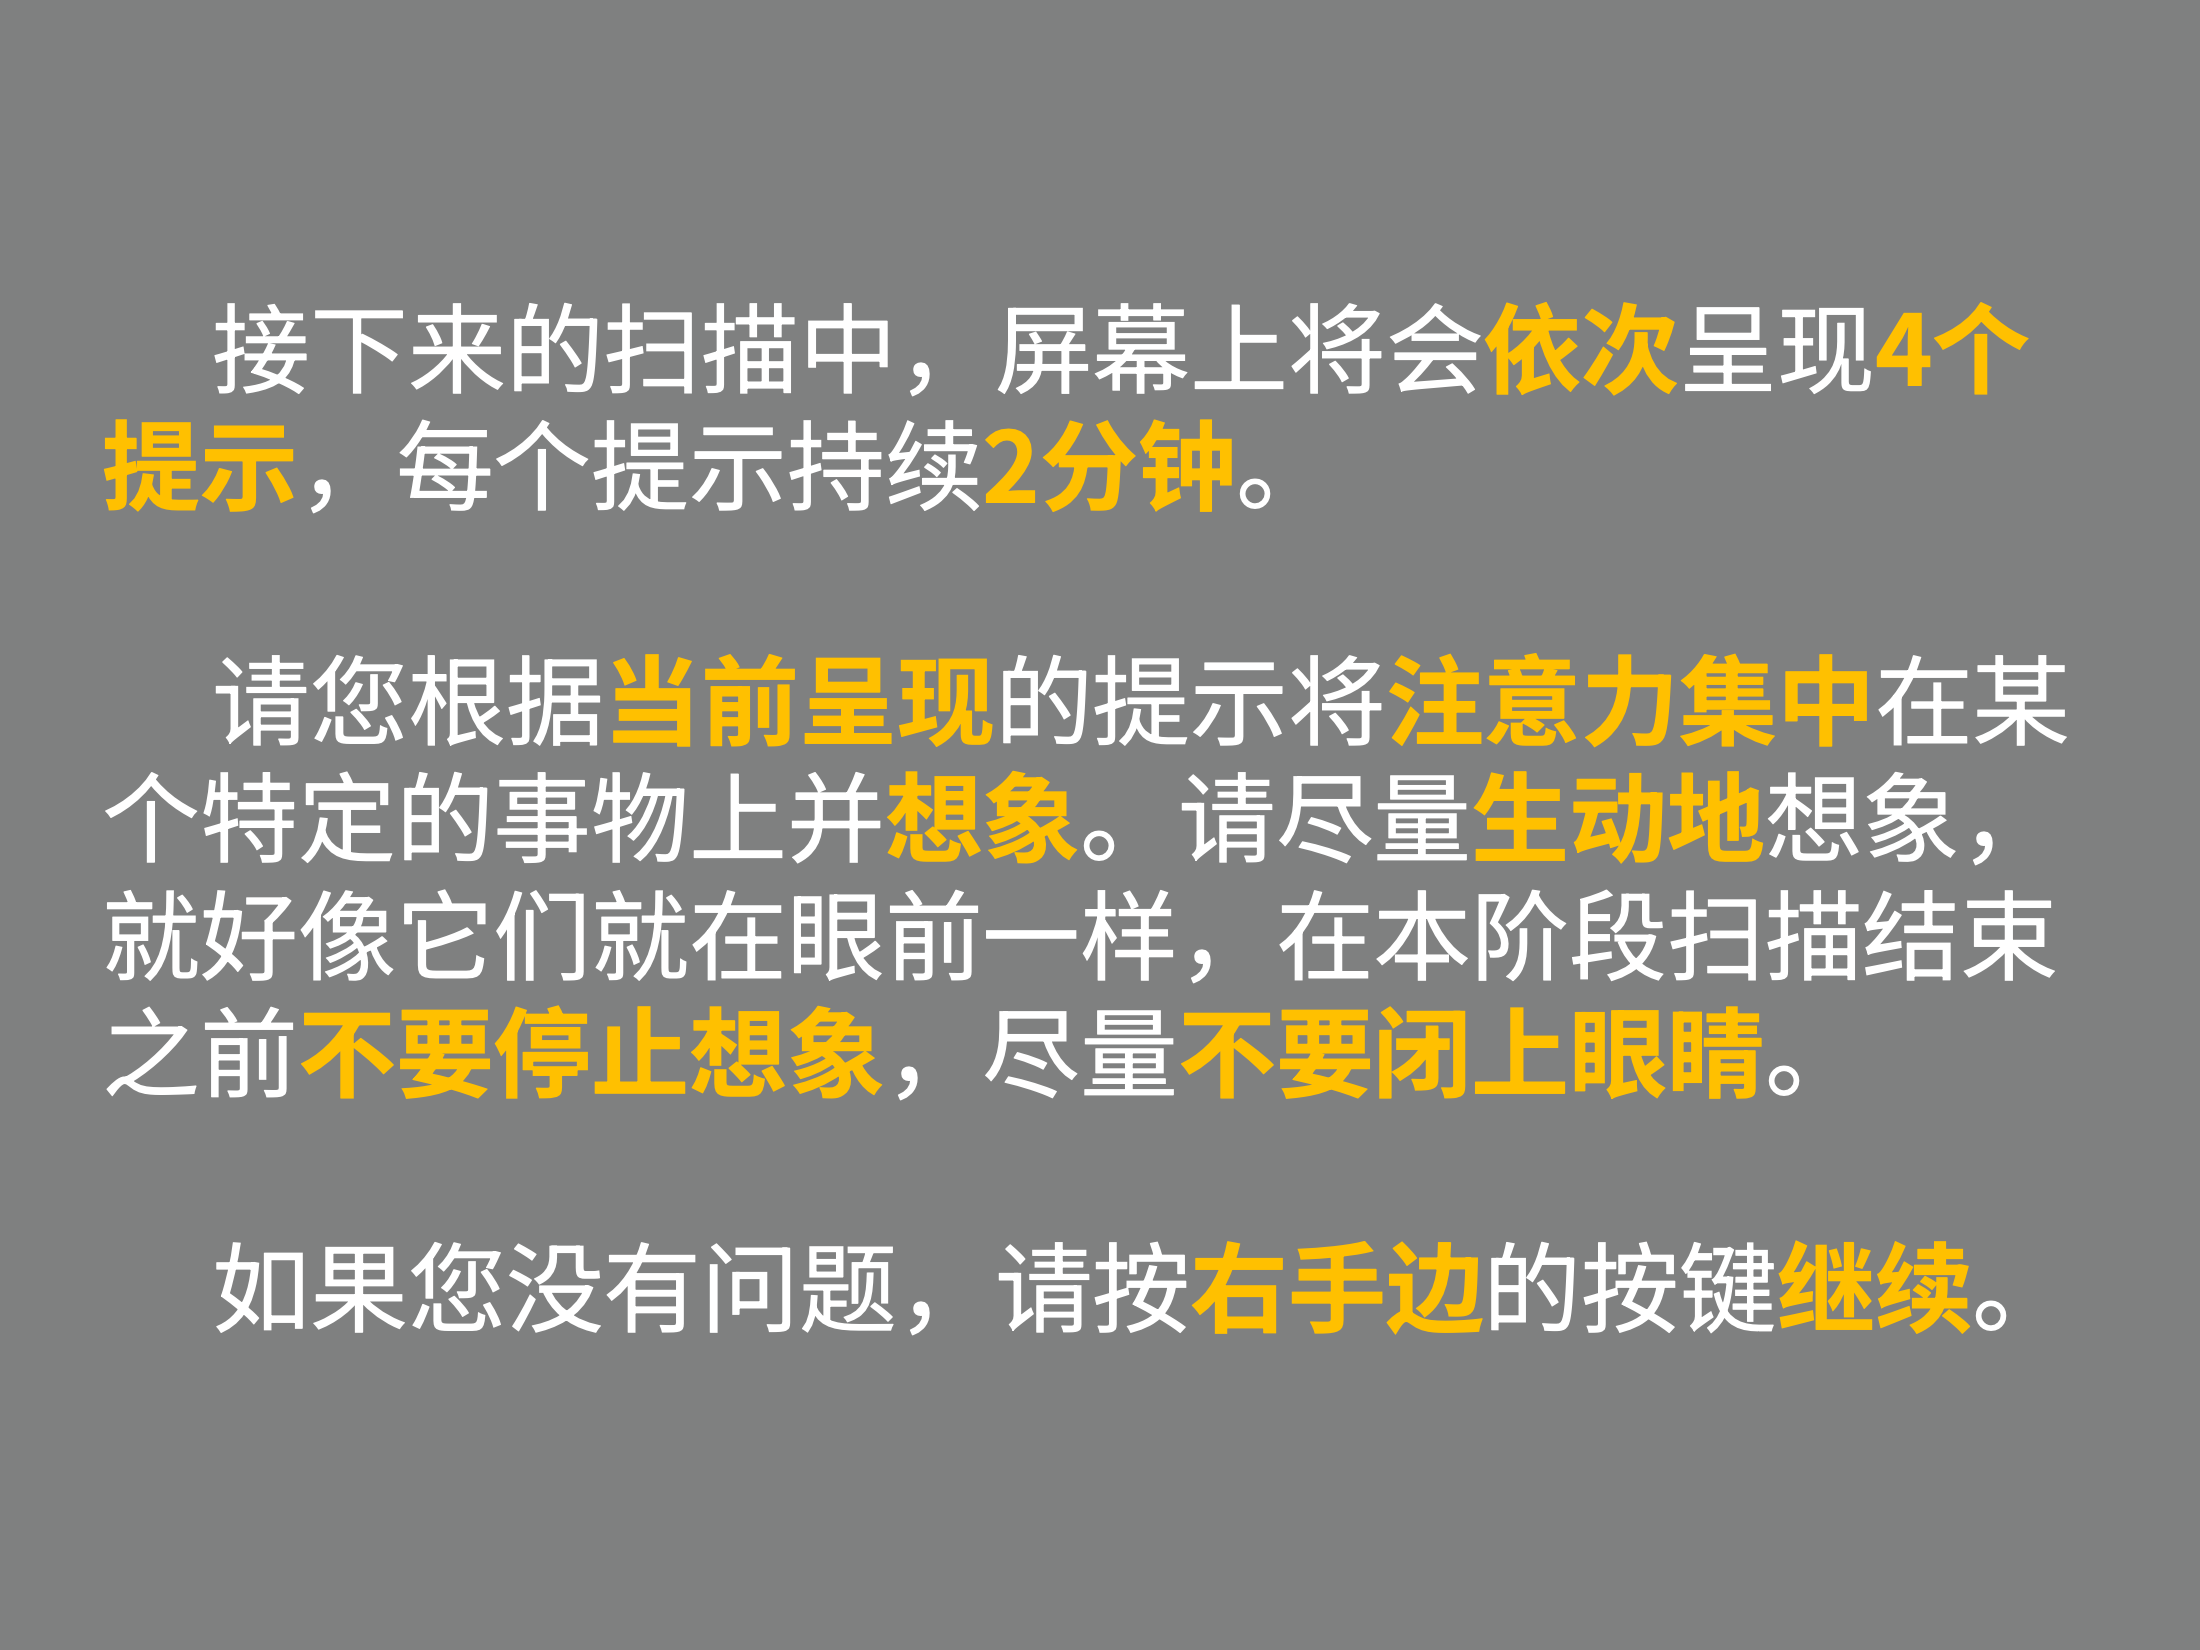 接下来的扫描中，屏幕上将会依次呈现4个
提示，每个提示持续2分钟。
请您根据当前呈现的提示将注意力集中在某
个特定的事物上并想象。请尽量生动地想象，
就好像它们就在眼前一样，在本阶段扫描结束
之前不要停止想象，尽量不要闭上眼睛。
如果您没有问题，请按右手边的按键继续。